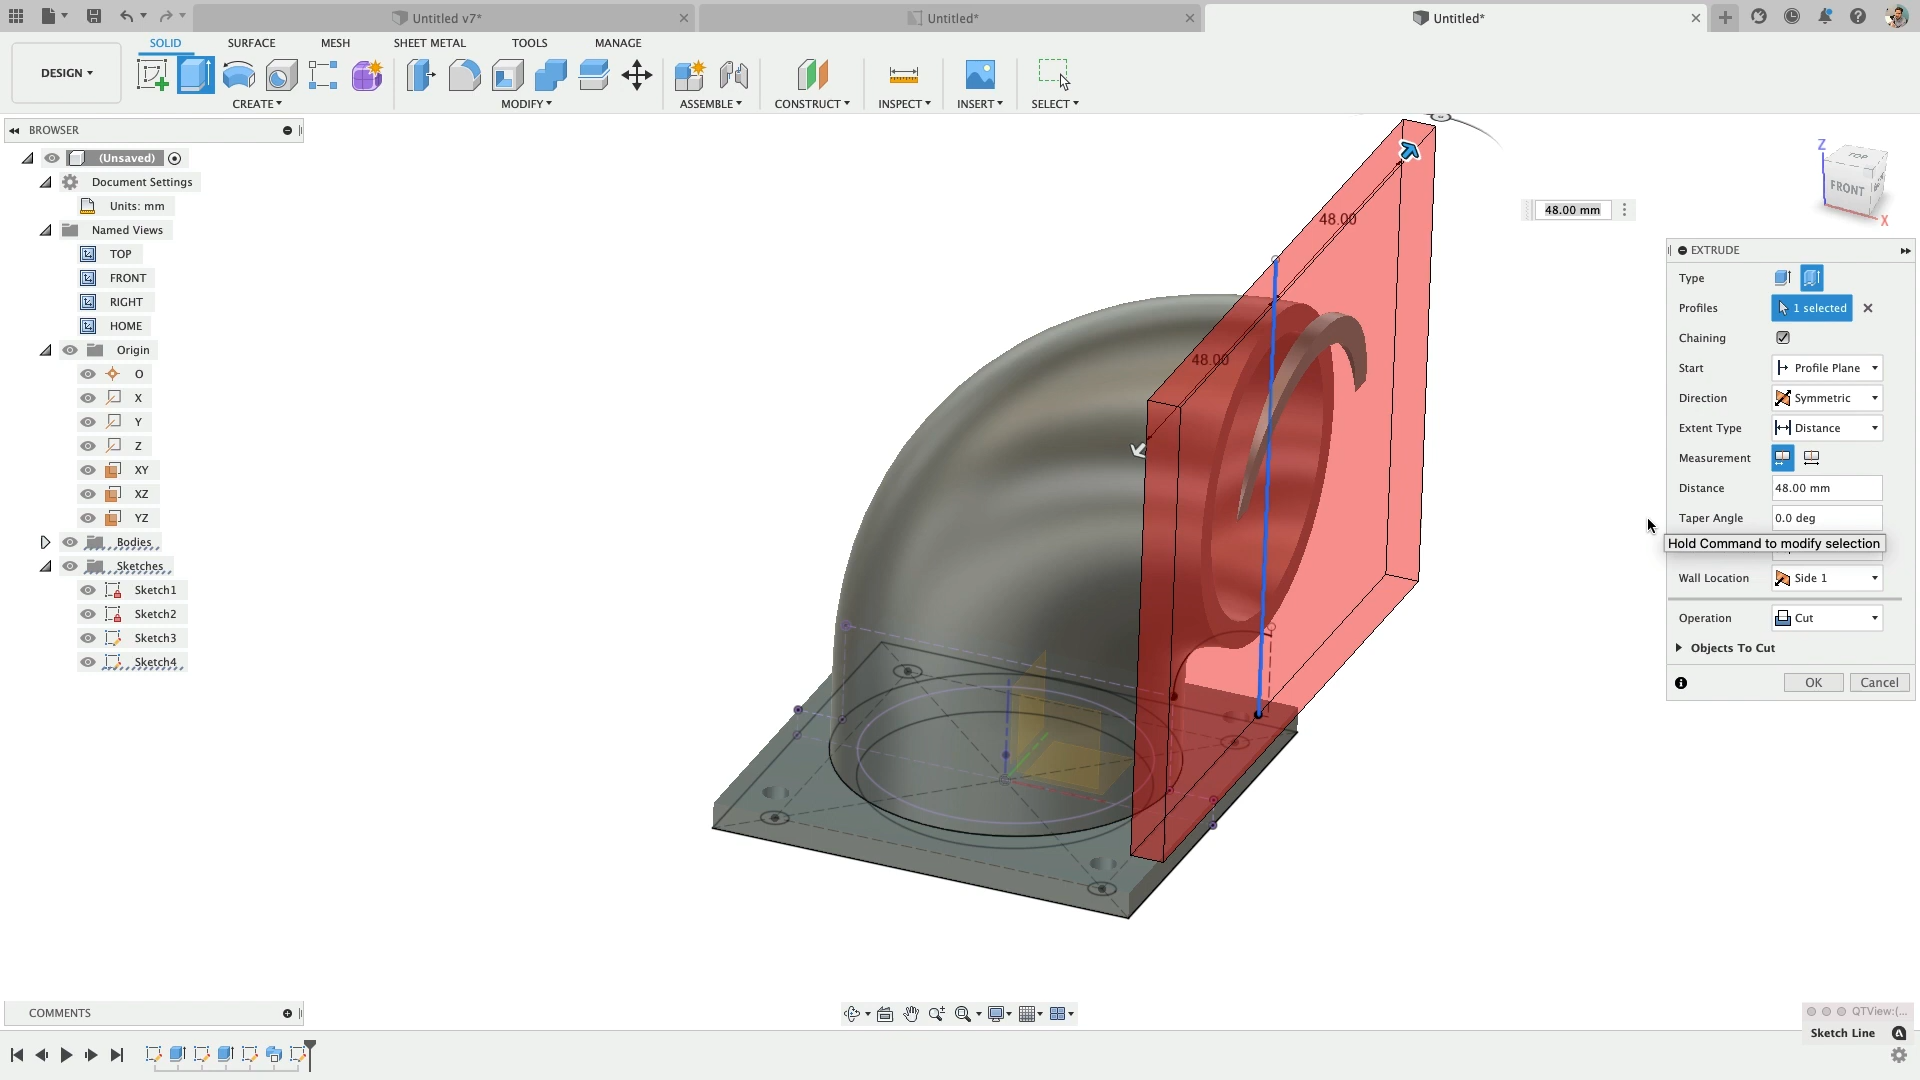 Untitled v7*
Untitled*
Untitled*
DESIGN
SOLID
SURFACE
MESH
SHEET METAL
TOOLS
MANAGE
CREATE
MODIFY
ASSEMBLE
CONSTRUCT
INSPECT
INSERT
SELECT
BROWSER
(Unsaved)
Document Settings
Units: mm
Named Views
TOP
FRONT
RIGHT
HOME
Origin
O
X
Y
Z
XY
XZ
YZ
Bodies
Sketches
Sketch1
Sketch2
Sketch3
Sketch4
48.00
48.00
48.00 mm
Z
TOP
FRONT
X
EXTRUDE
Type
Profiles
1 selected
Chaining
Start
Profile Plane
Direction
Symmetric
Extent Type
Distance
Measurement
Distance
48.00 mm
Taper Angle
0.0 deg
Hold Command to modify selection
Wall Location
Side 1
Operation
Cut
Objects To Cut
OK
Cancel
COMMENTS
QTView:(...
Sketch Line